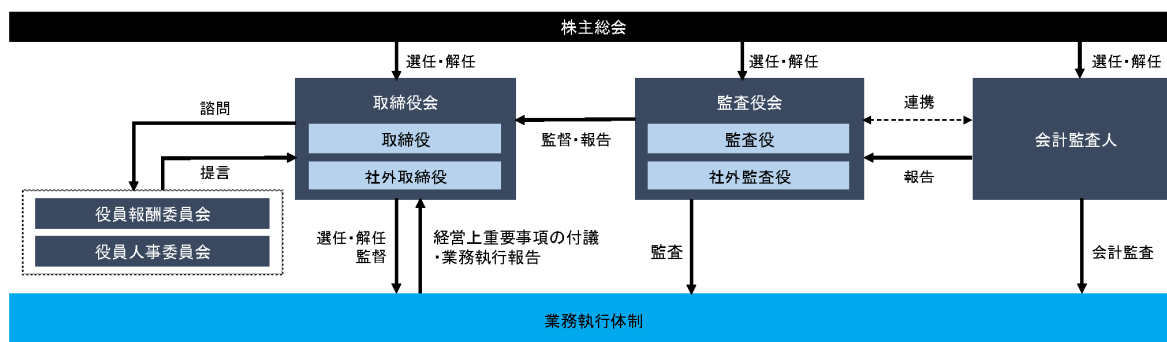 株主総会
選任・解任
選任・解任
選任・解任
取締役会
取締役
社外取締役
監査役会
監査役
社外監査役
会計監査人
諮問
提言
監督・報告
連携
報告
役員報酬委員会
役員人事委員会
選任・解任
監督
経営上重要事項の付議
・業務執行報告
監査
会計監査
業務執行体制